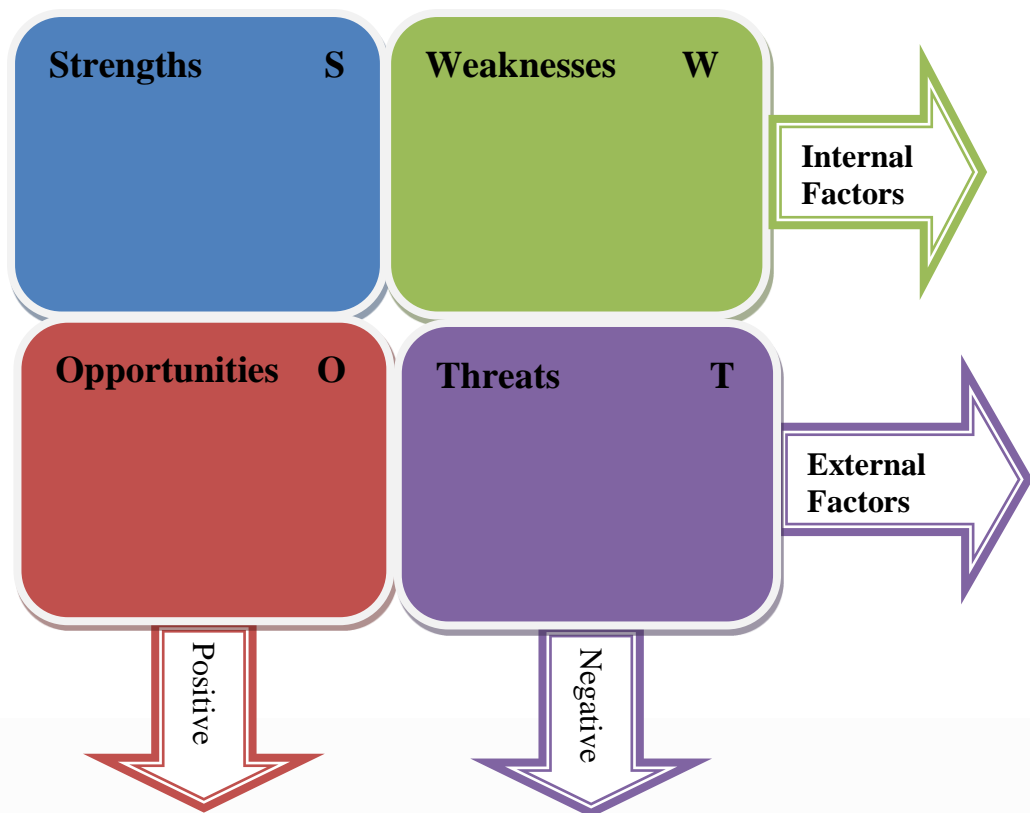 Strengths S
Weaknesses W
Internal
Factors
Opportunities O
Threats T
External
Factors
Positive
Negative